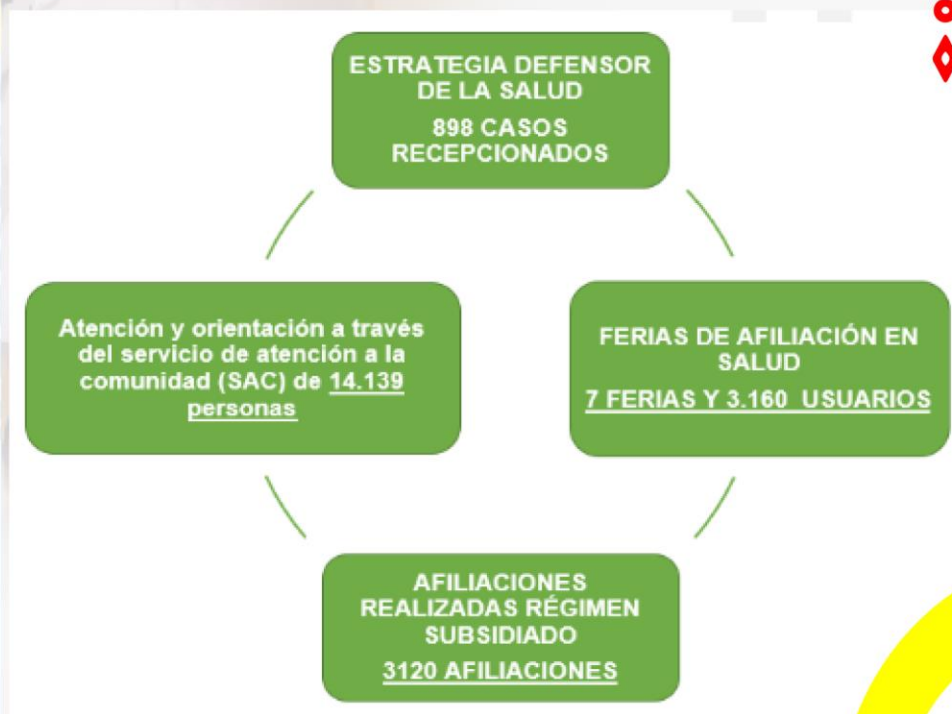 ESTRATEGIA DEFENSOR
DE LA SALUD
898 CASOS
RECEPCIONADOS
Atención y orientación a través
del servicio de atención a la
comunidad (SAC) de 14.139
personas
FERIAS DE AFILIACIÓN EN
SALUD
7 FERIAS Y 3.160 USUARIOS
AFILIACIONES
REALIZADAS RÉGIMEN
SUBSIDIADO
3120 AFILIACIONES